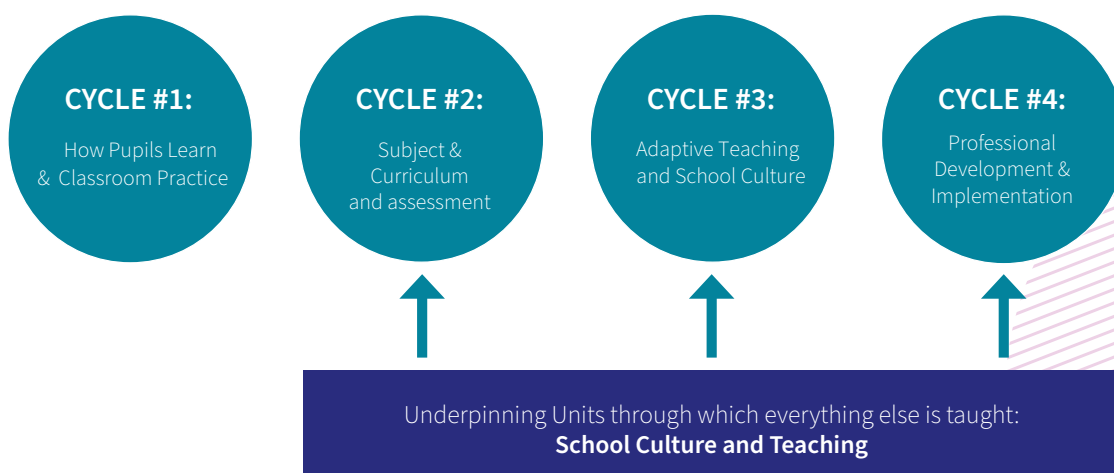 CYCLE #1:
How Pupils Learn
& Classroom Practice
CYCLE #2:
Subject &
Curriculum
and assessment
CYCLE #3:
Adaptive Teaching
and School Culture
CYCLE #4:
Professional
Development &
Implementation
Underpinning Units through which everything else is taught:
School Culture and Teaching